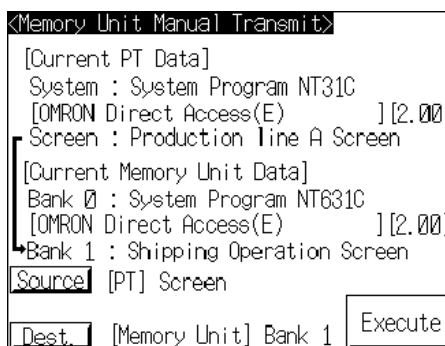 <Memory Unit Manual Transmit>
[Current PT Data]
System : System Program NT31C
[OMRON Direct Access(E) ][2.00
Screen : Production line A Screen
[Current Memory Unit Data]
Bank 0 : System Program NT631C
[OMRON Direct Access(E) ][2.00]
Bank 1 : Shipping Operation Screen
Source [PT] Screen
Dest. [Memory Unit] Bank 1 Execute